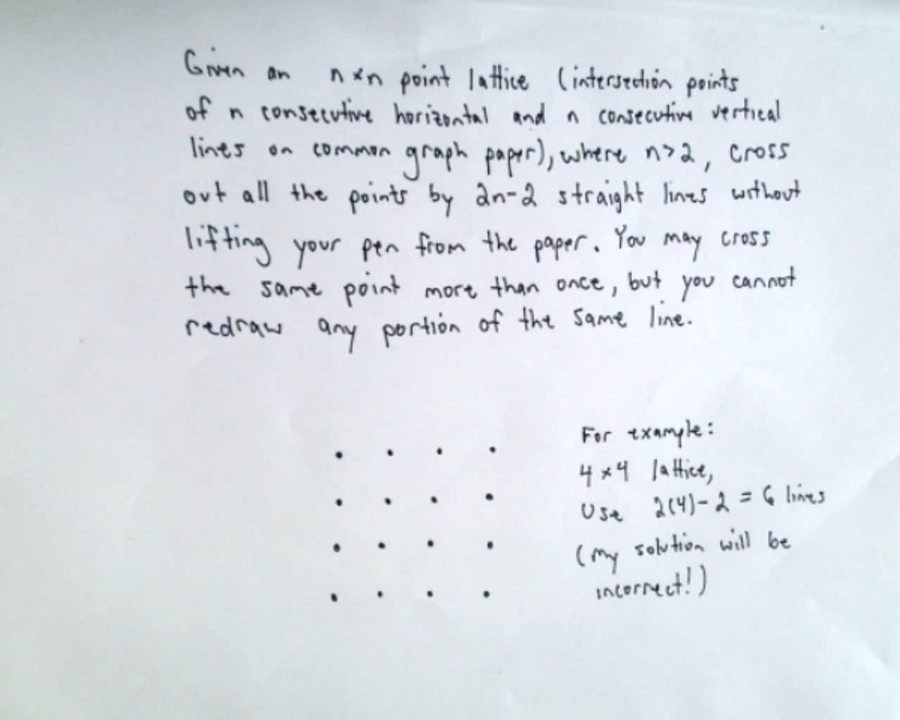 Given an n×n point lattice (intersection points
of n consecutive horizontal and n consecutive vertical
lines on common graph paper), where n>2, cross
out all the points by 2n-2 straight lines without
lifting your pen from the paper. You may cross
the same point more than once, but you cannot
redraw any portion of the same line.
For example:
4×4 lattice,
Use 2(4)-2 = 6 lines
(my solution will be
incorrect!)